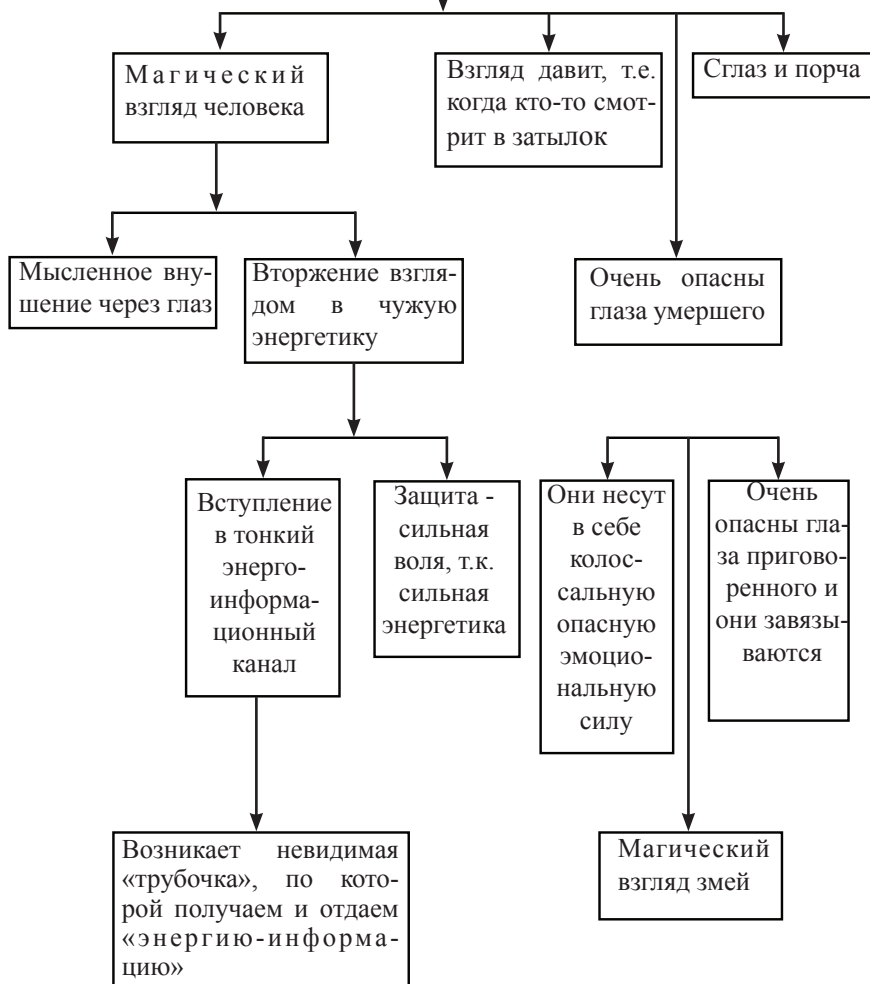 Магический
взгляд человека
Взгляд давит, т.е.
когда кто-то смот-
рит в затылок
Сглаз и порча
Мысленное вну-
шение через глаз
Вторжение взгля-
дом в чужую
энергетику
Очень опасны
глаза умершего
Вступление
в тонкий
энерго-
информа-
ционный
канал
Защита -
сильная
воля, т.к.
сильная
энергетика
Они несут
в себе
колос-
сальную
опасную
эмоцио-
нальную
силу
Очень
опасны гла-
за пригово-
ренного и
они завязы-
ваются
Возникает невидимая
«трубочка», по кото-
рой получаем и отдаем
«энергию-информа-
цию»
Магический
взгляд змей